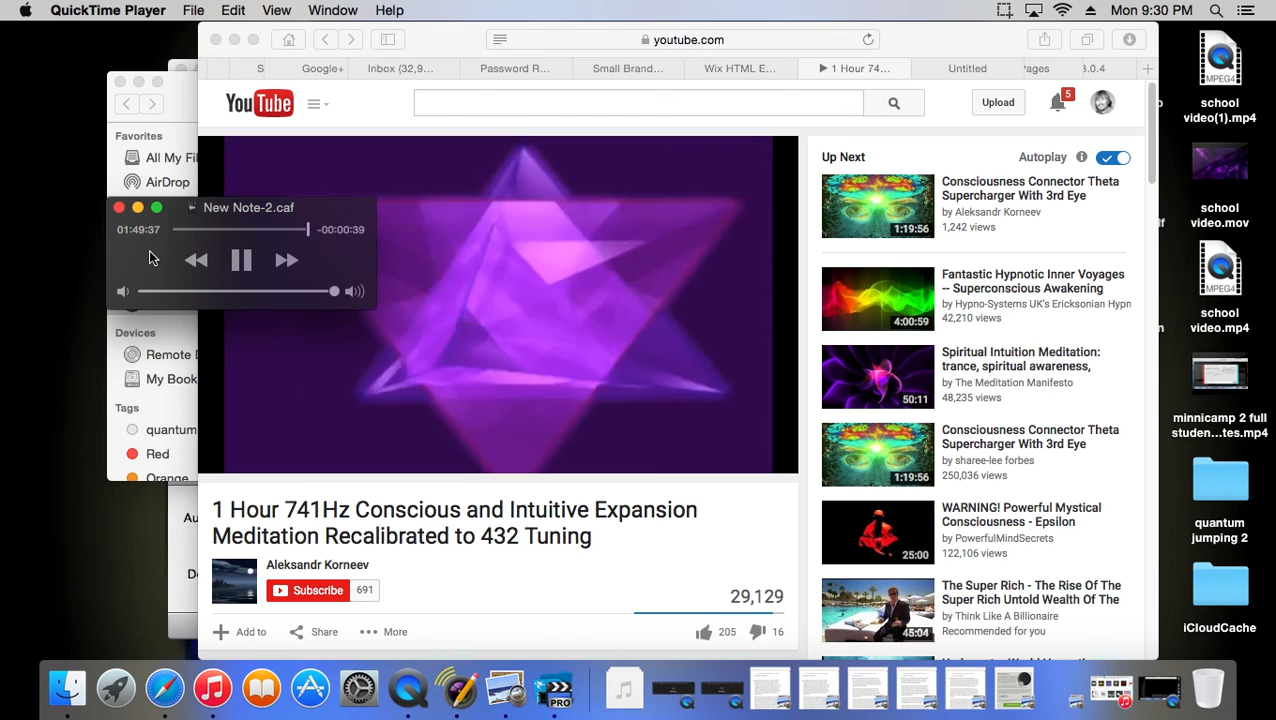 QuickTime Player File Edit View Window Help Mon 9:30 PM
youtube.com
S Google+ Inbox (32,9... Password R... Small Brand... Wix HTML E... 1 Hour 74... Untitled ages 3.0.4
YouTube
Upload
5
Favorites
All My Fil
AirDrop
New Note-2.caf
01:49:37 -00:00:39
Devices
Remote D
My Book
Tags
quantum
Red
Orange
Au
De
Up Next Autoplay
Consciousness Connector Theta
Supercharger With 3rd Eye
by Aleksandr Korneev
1,242 views
1:19:56
Fantastic Hypnotic Inner Voyages
-- Superconscious Awakening
by Hypno-Systems UK's Ericksonian Hypn
42,210 views
4:00:59
Spiritual Intuition Meditation:
trance, spiritual awareness,
by The Meditation Manifesto
48,235 views
50:11
Consciousness Connector Theta
Supercharger With 3rd Eye
by sharee-lee forbes
250,036 views
1:19:56
WARNING! Powerful Mystical
Consciousness - Epsilon
by PowerfulMindSecrets
122,106 views
25:00
The Super Rich - The Rise Of The
Super Rich Untold Wealth Of The
by Think Like A Billionaire
Recommended for you
45:04
1 Hour 741Hz Conscious and Intuitive Expansion
Meditation Recalibrated to 432 Tuning
Aleksandr Korneev
Subscribe 691
29,129
Add to Share More 205 16
MPEG4
school
video(1).mp4
school
video.mov
MPEG4
school
video.mp4
minnicamp 2 full
studen...tes.mp4
quantum
jumping 2
iCloudCache
PRO